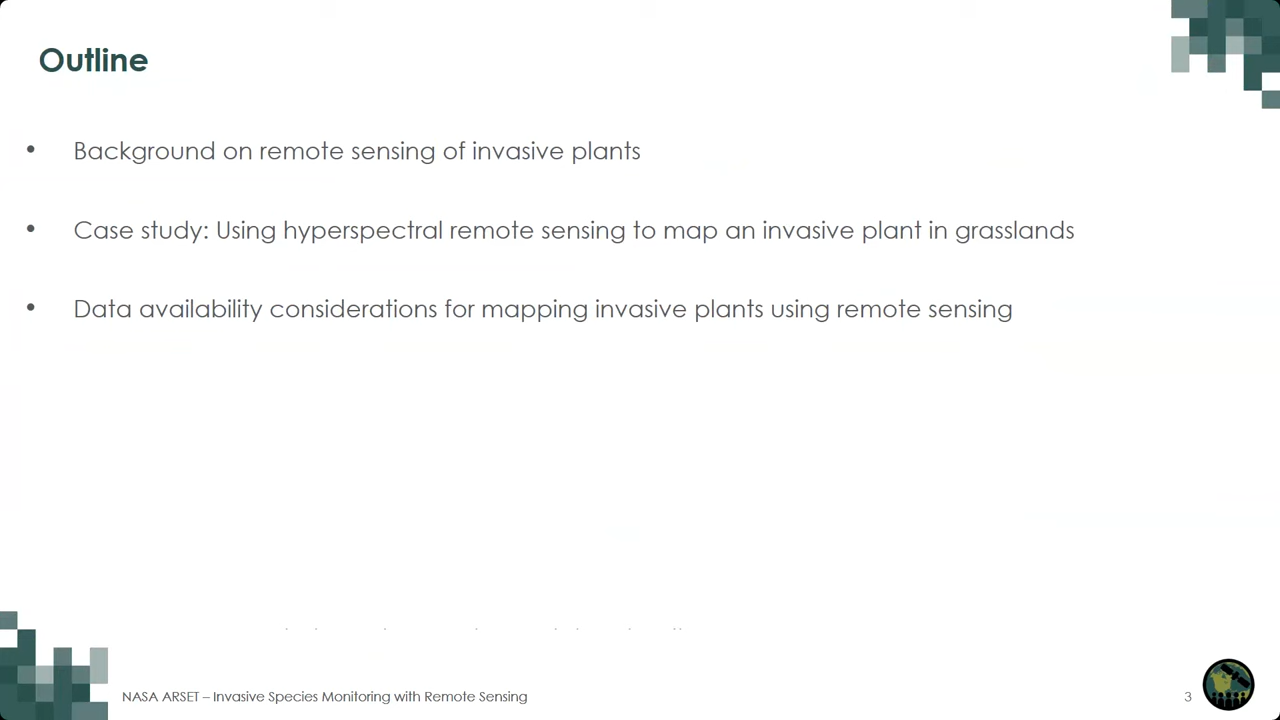 Outline
• Background on remote sensing of invasive plants
• Case study: Using hyperspectral remote sensing to map an invasive plant in grasslands
• Data availability considerations for mapping invasive plants using remote sensing
NASA ARSET – Invasive Species Monitoring with Remote Sensing
3